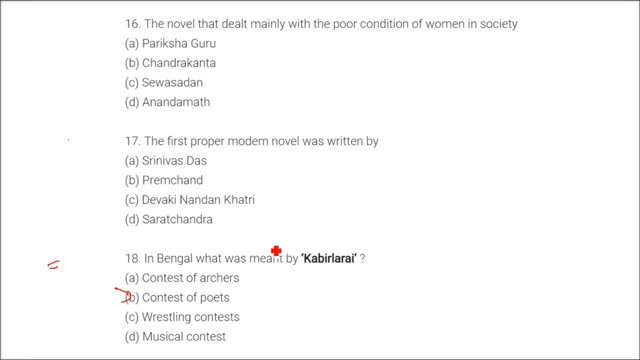 16. The novel that dealt mainly with the poor condition of women in society
(a) Pariksha Guru
(b) Chandrakanta
(c) Sewasadan
(d) Anandamath
17. The first proper modem novel was written by
(a) Srinivas Das
(b) Premchand
(c) Devaki Nandan Khatri
(d) Saratchandra
18. In Bengal what was meant by ‘Kabirlarai’ ?
(a) Contest of archers
(b) Contest of poets
(c) Wrestling contests
(d) Musical contest